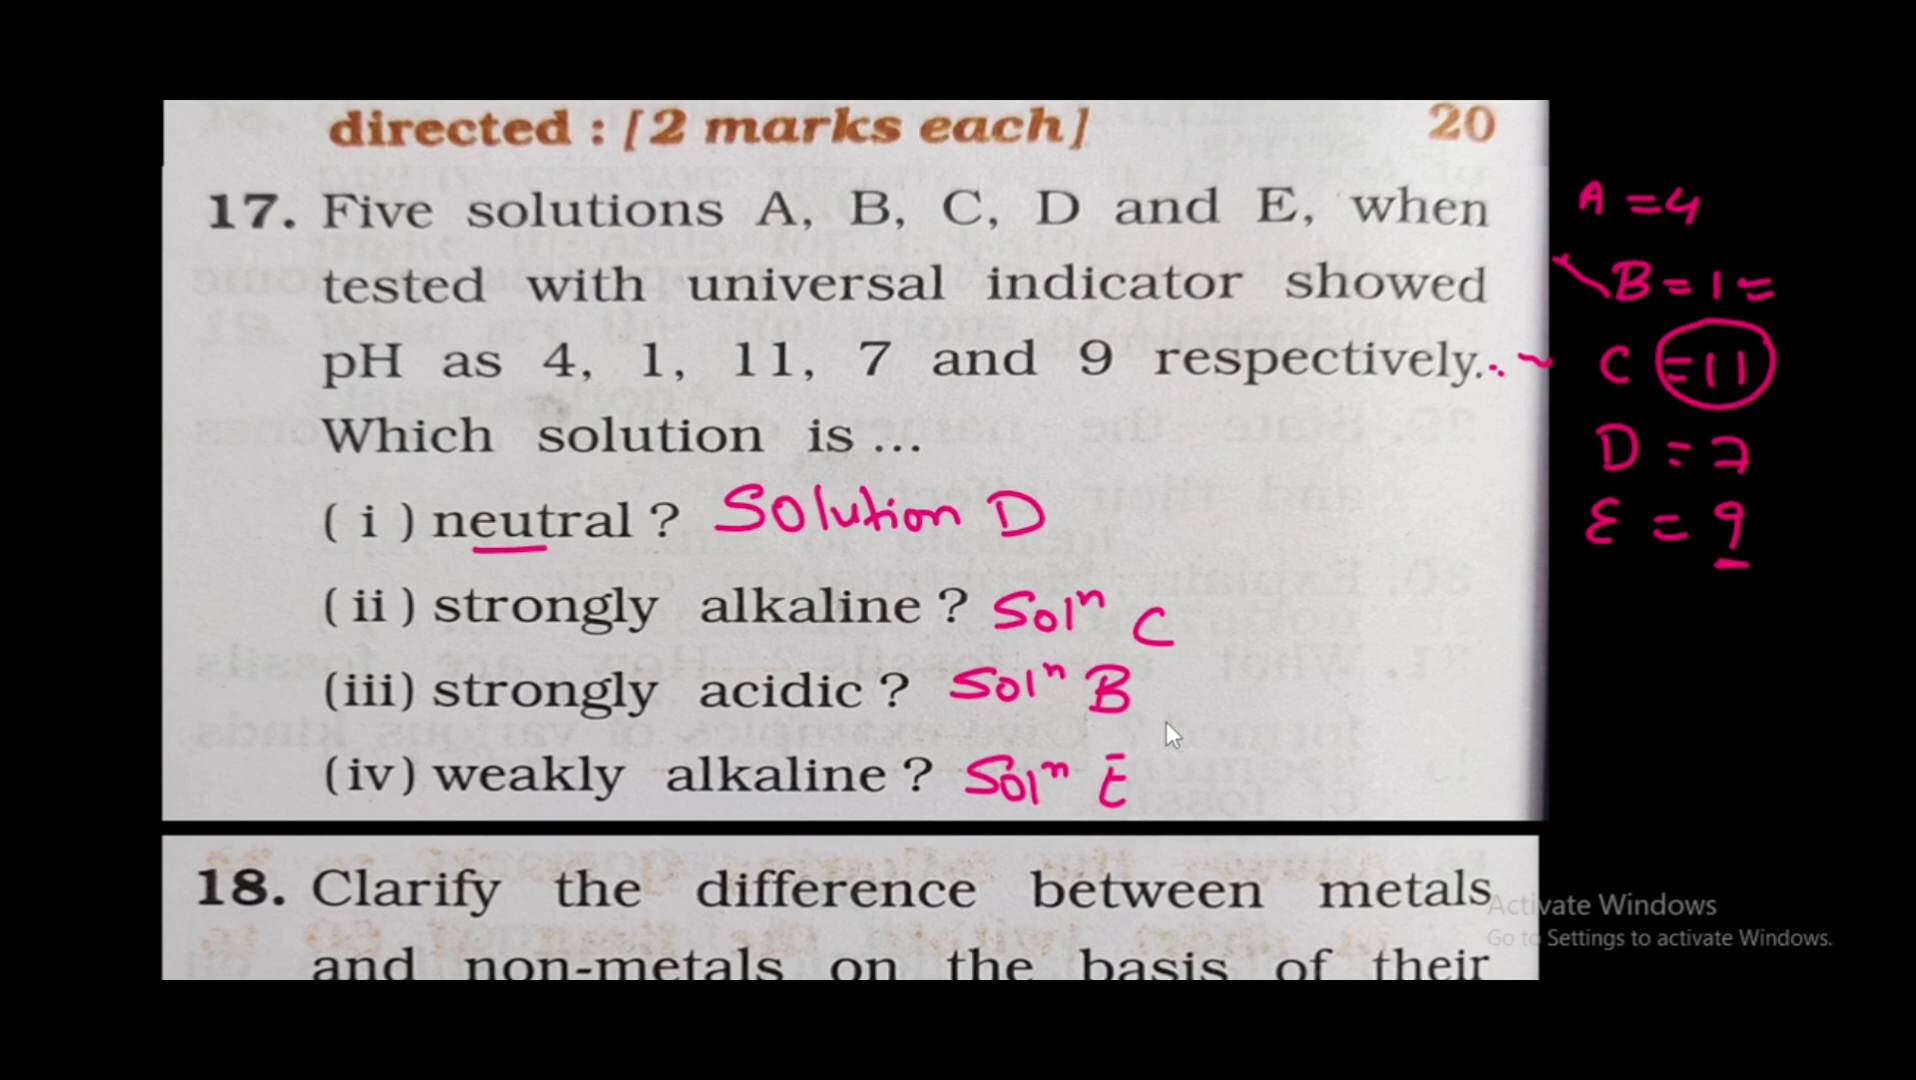 directed : [2 marks each] 20
17. Five solutions A, B, C, D and E, when
tested with universal indicator showed
pH as 4, 1, 11, 7 and 9 respectively.
Which solution is ...
( i ) neutral ? Solution D
( ii ) strongly alkaline ? Solⁿ C
(iii) strongly acidic ? Solⁿ B
(iv) weakly alkaline ? Solⁿ E
A = 4
B = 1 =
C = 11
D = 7
E = 9
18. Clarify the difference between metals
and non-metals on the basis of their
Activate Windows
Go to Settings to activate Windows.